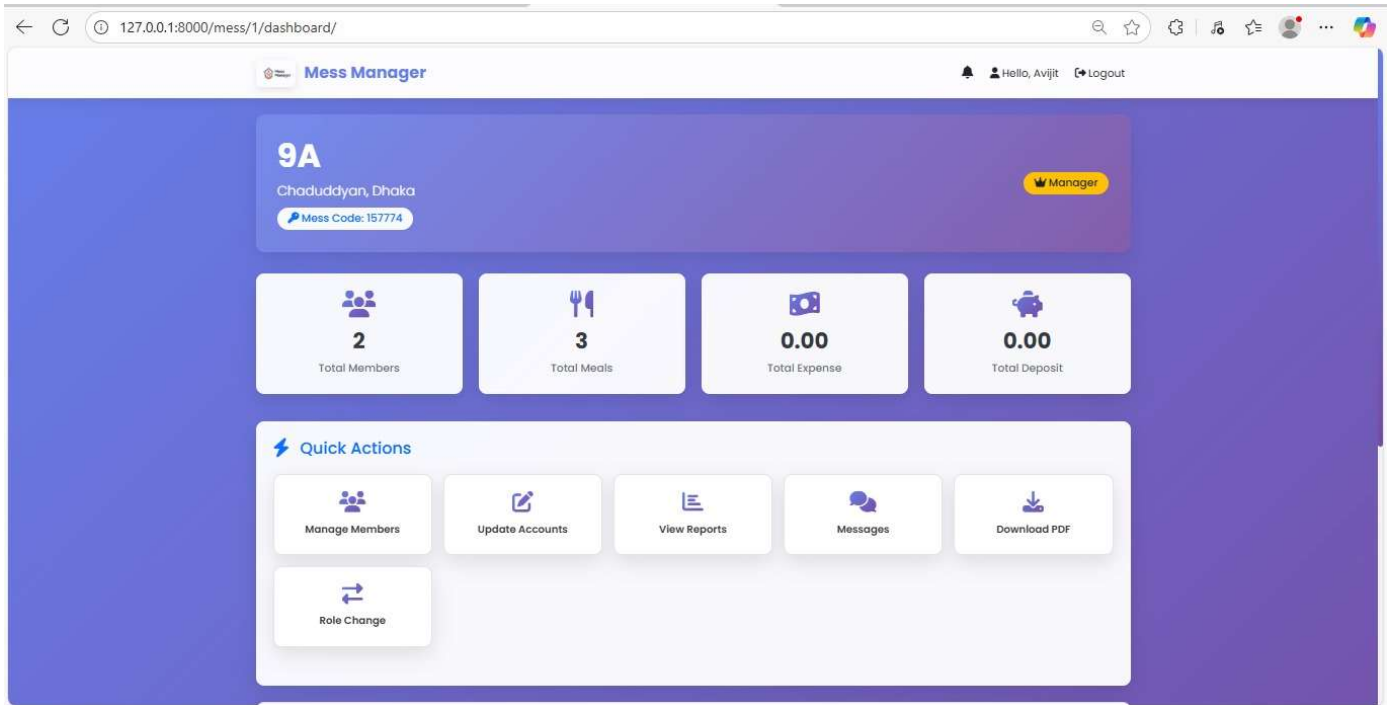 127.0.0.1:8000/mess/1/dashboard/
Mess Manager
Hello, Avijit
Logout
9A
Chaduddyan, Dhaka
Manager
Mess Code: 157774
2
Total Members
3
Total Meals
0.00
Total Expense
0.00
Total Deposit
Quick Actions
Manage Members
Update Accounts
View Reports
Messages
Download PDF
Role Change